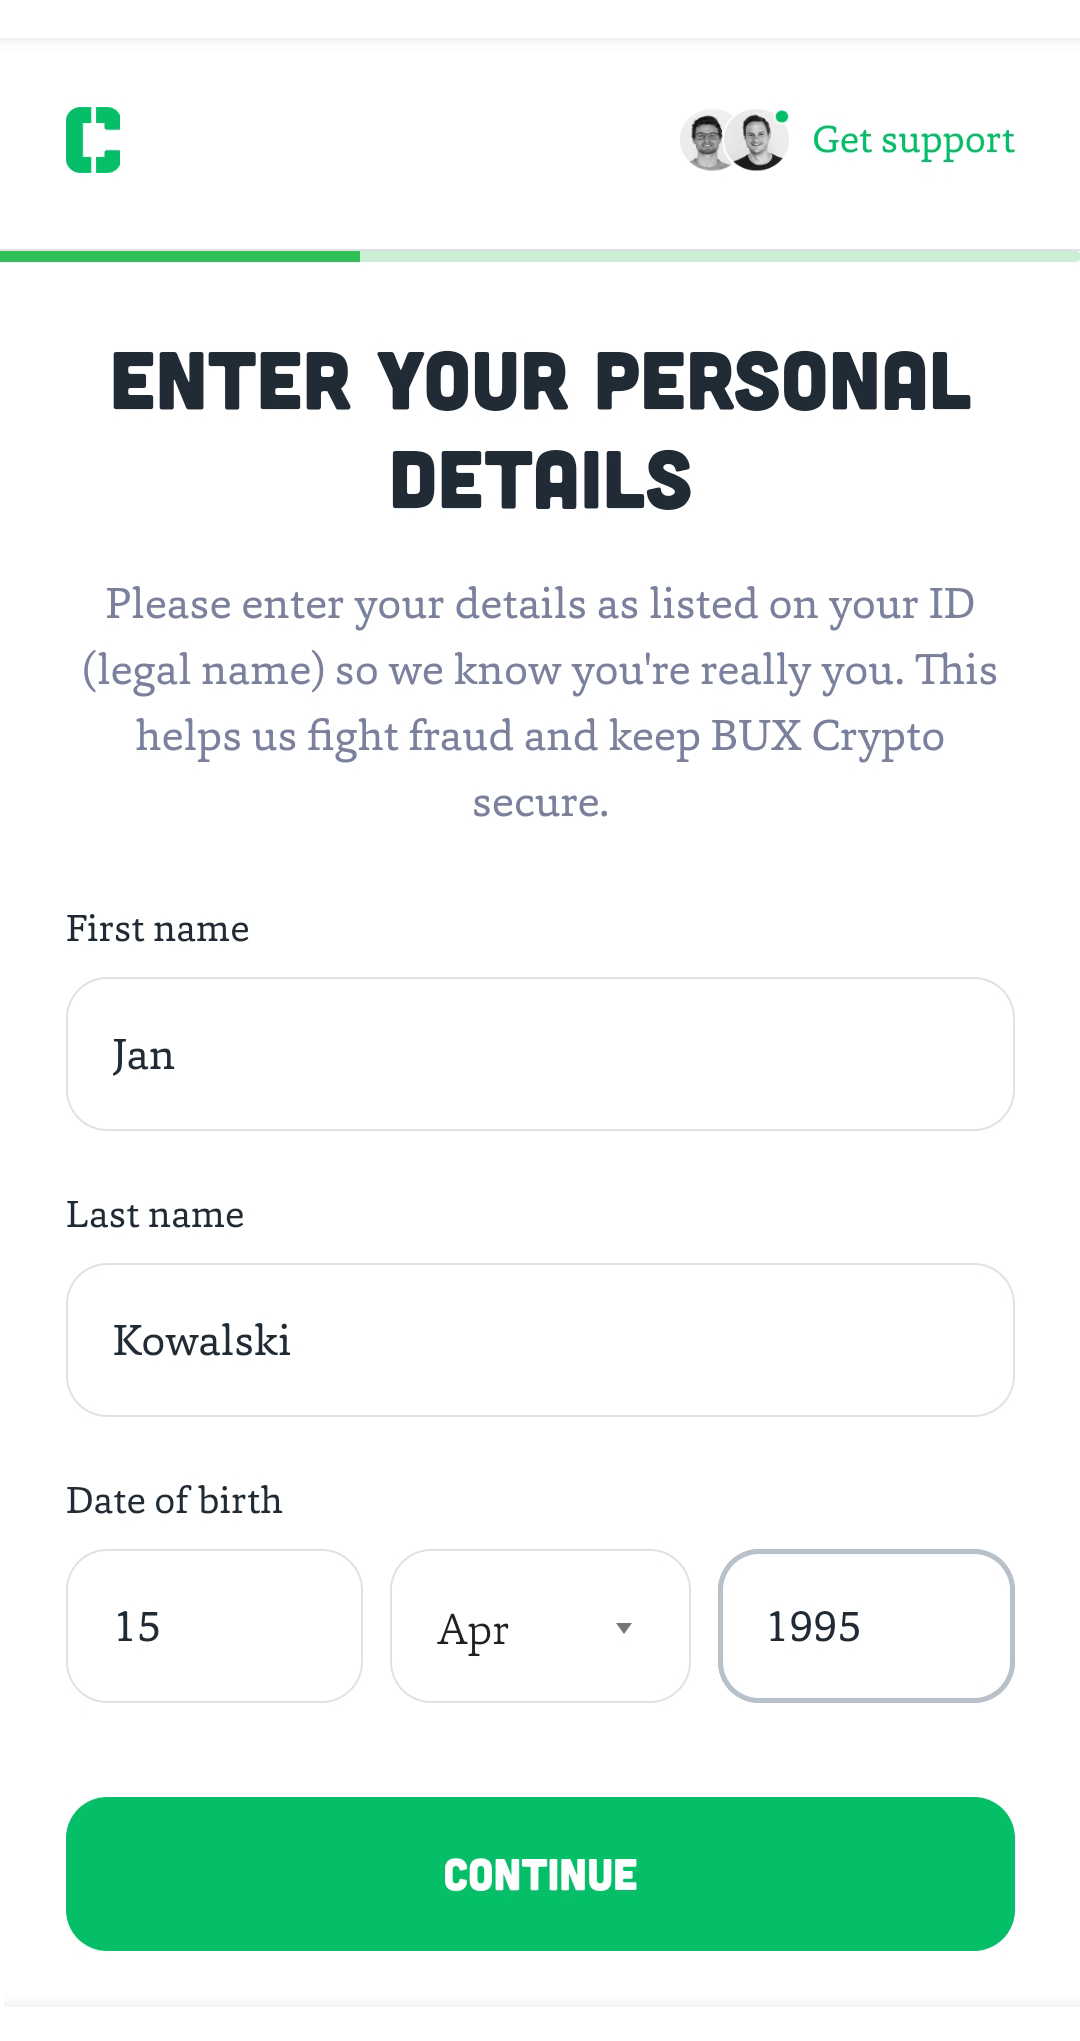 Get support
ENTER YOUR PERSONAL
DETAILS
Please enter your details as listed on your ID
(legal name) so we know you're really you. This
helps us fight fraud and keep BUX Crypto
secure.
First name
Jan
Last name
Kowalski
Date of birth
15 Apr 1995
CONTINUE